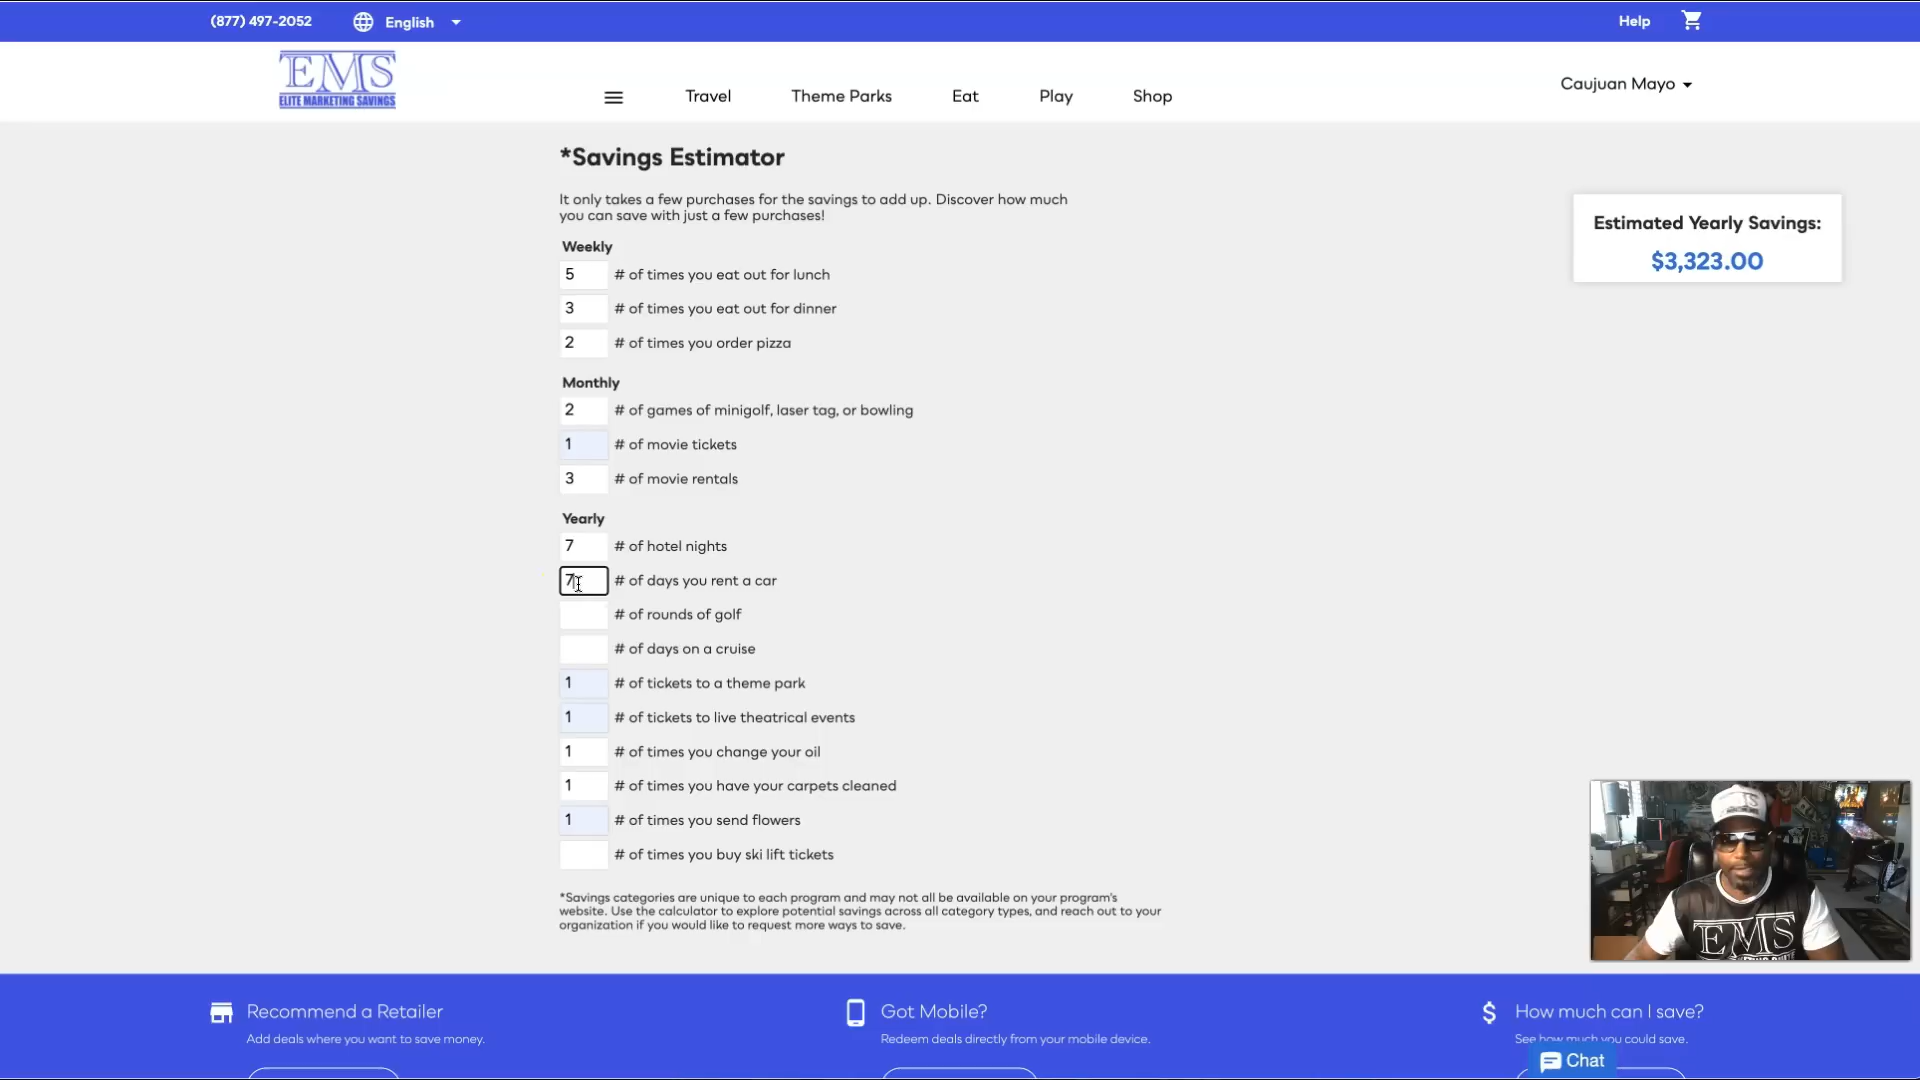 (877) 497-2052
English
Help
EMS
ELITE MARKETING SAVINGS
Travel
Theme Parks
Eat
Play
Shop
Caujuan Mayo
*Savings Estimator
It only takes a few purchases for the savings to add up. Discover how much
you can save with just a few purchases!
Estimated Yearly Savings:
$3,323.00
Weekly
5 # of times you eat out for lunch
3 # of times you eat out for dinner
2 # of times you order pizza
Monthly
2 # of games of minigolf, laser tag, or bowling
1 # of movie tickets
3 # of movie rentals
Yearly
7 # of hotel nights
7 # of days you rent a car
# of rounds of golf
# of days on a cruise
1 # of tickets to a theme park
1 # of tickets to live theatrical events
1 # of times you change your oil
1 # of times you have your carpets cleaned
1 # of times you send flowers
# of times you buy ski lift tickets
*Savings categories are unique to each program and may not all be available on your program's
website. Use the calculator to explore potential savings across all category types, and reach out to your
organization if you would like to request more ways to save.
EMS
Recommend a Retailer
Add deals where you want to save money.
Got Mobile?
Redeem deals directly from your mobile device.
How much can I save?
See how much you could save.
Chat